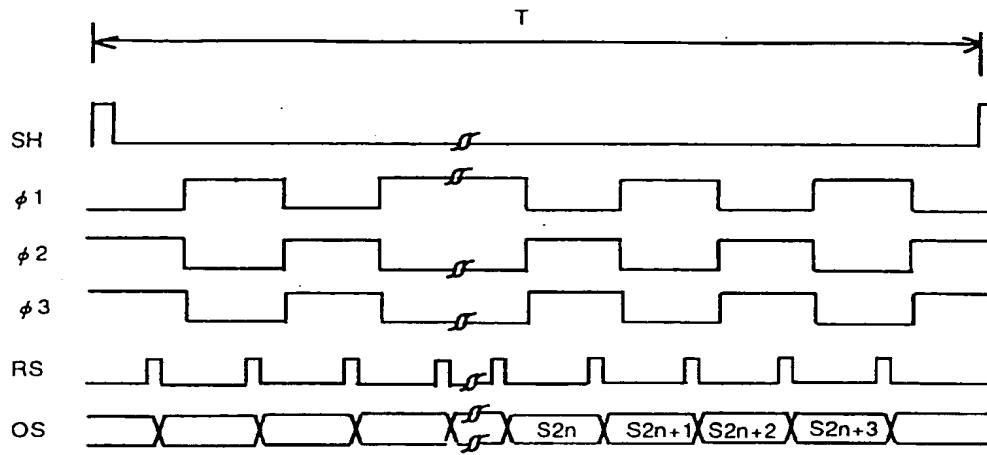 T
SH
φ1
φ2
φ3
RS
OS S2n S2n+1 S2n+2 S2n+3